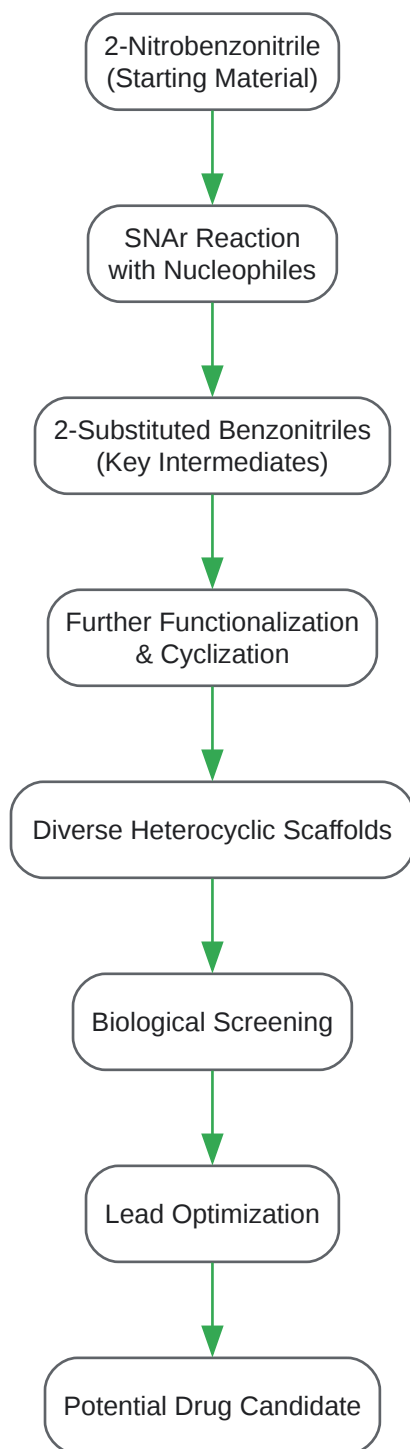 2-Nitrobenzonitrile
(Starting Material)
SNAr Reaction
with Nucleophiles
2-Substituted Benzonitriles
(Key Intermediates)
Further Functionalization
& Cyclization
Diverse Heterocyclic Scaffolds
Biological Screening
Lead Optimization
Potential Drug Candidate